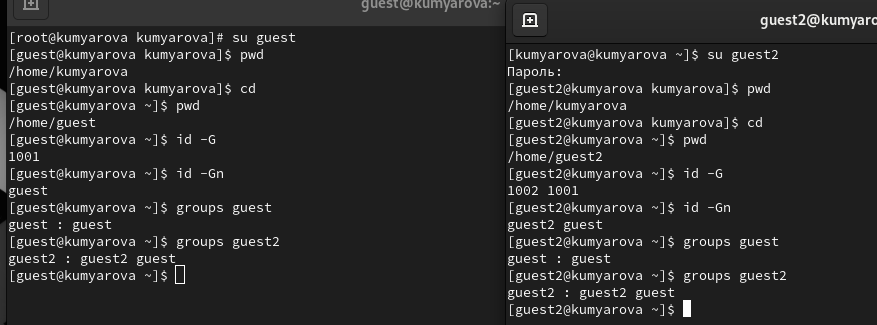 guest@kumyarova:~
[root@kumyarova kumyarova]# su guest
[guest@kumyarova kumyarova]$ pwd
/home/kumyarova
[guest@kumyarova kumyarova]$ cd
[guest@kumyarova ~]$ pwd
/home/guest
[guest@kumyarova ~]$ id -G
1001
[guest@kumyarova ~]$ id -Gn
guest
[guest@kumyarova ~]$ groups guest
guest : guest
[guest@kumyarova ~]$ groups guest2
guest2 : guest2 guest
[guest@kumyarova ~]$
guest2@kumyaro
[kumyarova@kumyarova ~]$ su guest2
Пароль:
[guest2@kumyarova kumyarova]$ pwd
/home/kumyarova
[guest2@kumyarova kumyarova]$ cd
[guest2@kumyarova ~]$ pwd
/home/guest2
[guest2@kumyarova ~]$ id -G
1002 1001
[guest2@kumyarova ~]$ id -Gn
guest2 guest
[guest2@kumyarova ~]$ groups guest
guest : guest
[guest2@kumyarova ~]$ groups guest2
guest2 : guest2 guest
[guest2@kumyarova ~]$